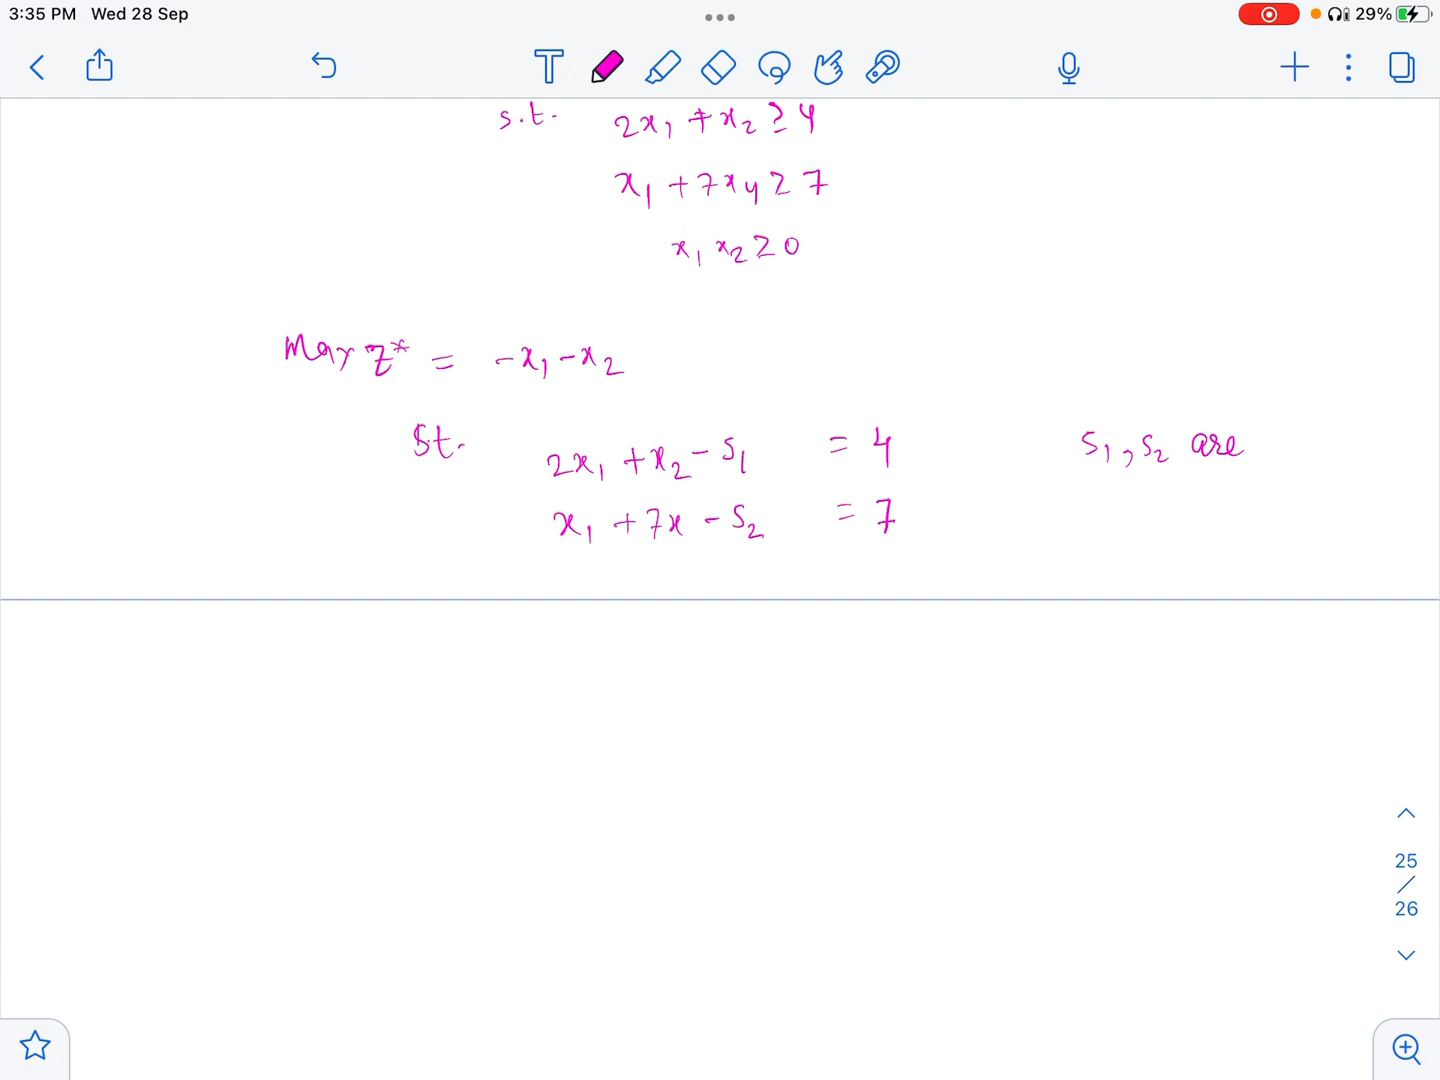 3:35 PM Wed 28 Sep
29%
T
s.t. 2x₁ + x₂ ≥ 4
x₁ + 7x₄ ≥ 7
x₁ x₂ ≥ 0
Max Z* = -x₁ - x₂
St. 2x₁ + x₂ - S₁ = 4 S₁, S₂ are
x₁ + 7x - S₂ = 7
25
/
26